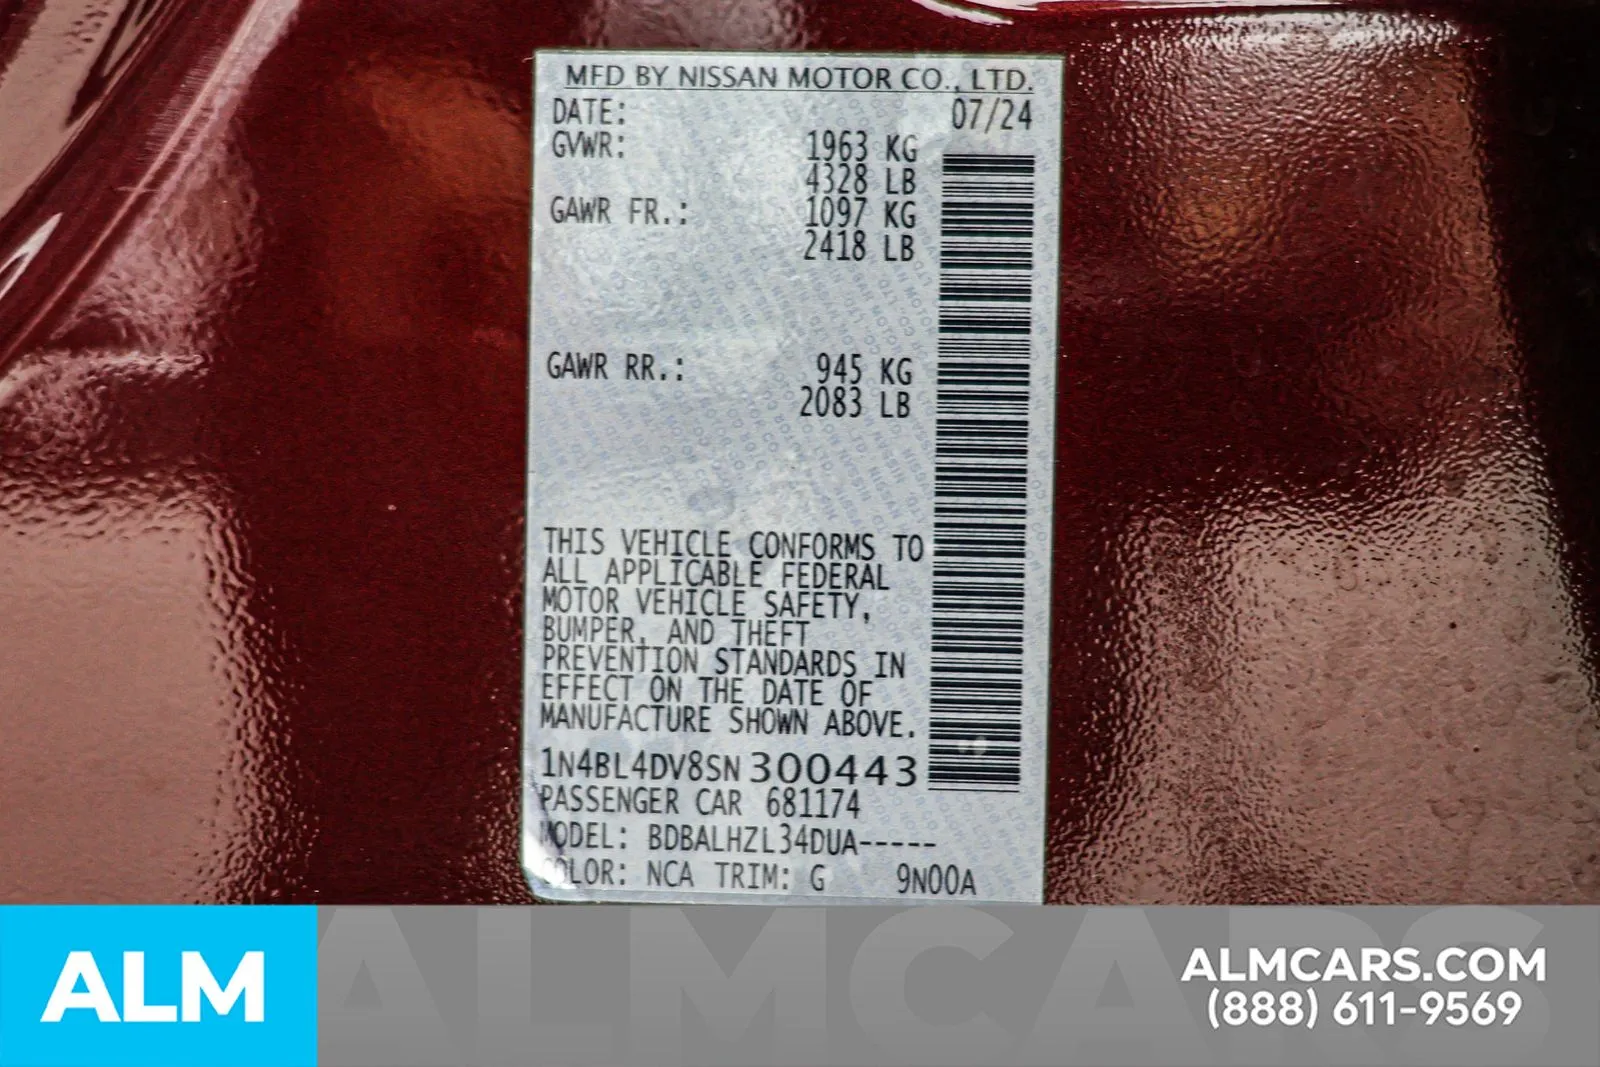 MFD BY NISSAN MOTOR CO., LTD.
DATE: 07/24
GVWR: 1963 KG
4328 LB
GAWR FR.: 1097 KG
2418 LB
GAWR RR.: 945 KG
2083 LB
THIS VEHICLE CONFORMS TO
ALL APPLICABLE FEDERAL
MOTOR VEHICLE SAFETY,
BUMPER, AND THEFT
PREVENTION STANDARDS IN
EFFECT ON THE DATE OF
MANUFACTURE SHOWN ABOVE.
1N4BL4DV8SN300443
PASSENGER CAR 681174
MODEL: BDBALHZL34DUA-----
COLOR: NCA TRIM: G 9N00A
ALM
ALMCARS
ALMCARS.COM
(888) 611-9569